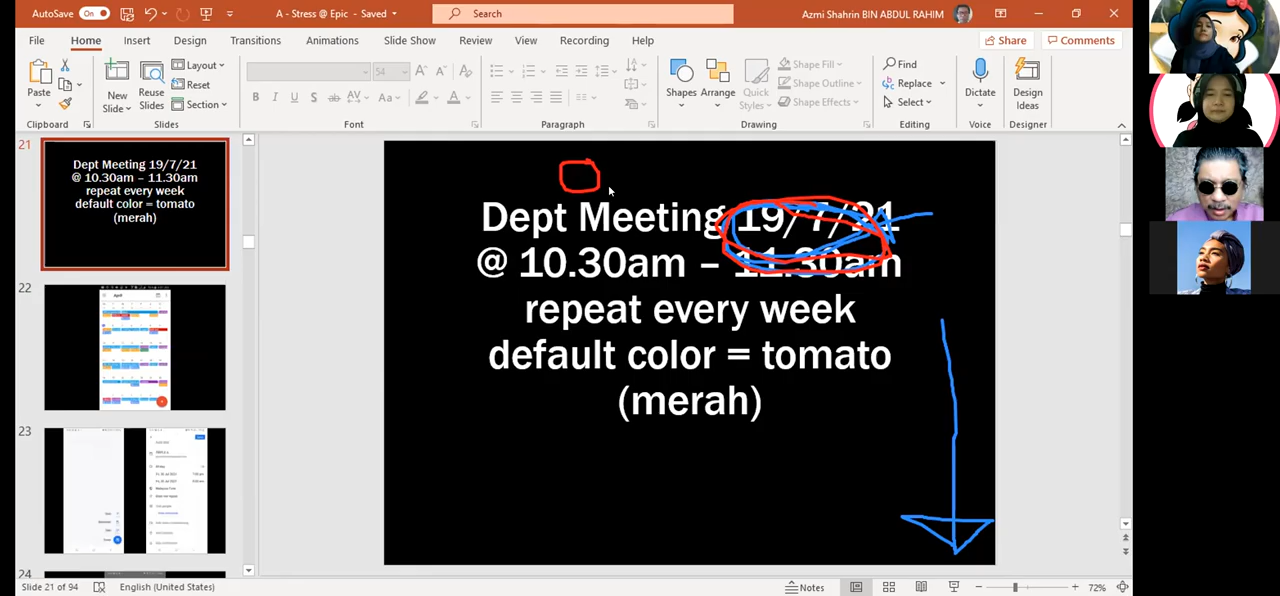 AutoSave On A - Stress @ Epic - Saved Search Azmi Shahrin BIN ABDUL RAHIM
File Home Insert Design Transitions Animations Slide Show Review View Recording Help Share Comments
Paste New Slide Reuse Slides Layout Reset Section 54 Shapes Arrange Quick Styles Shape Fill Shape Outline Shape Effects Find Replace Select Dictate Design Ideas
Clipboard Slides Font Paragraph Drawing Editing Voice Designer
21
Dept Meeting 19/7/21
@ 10.30am – 11.30am
repeat every week
default color = tomato
(merah)
22
April
23
24
Dept Meeting 19/7/21
@ 10.30am – 11.30am
repeat every week
default color = tomato
(merah)
Slide 21 of 94 English (United States) Notes 72%